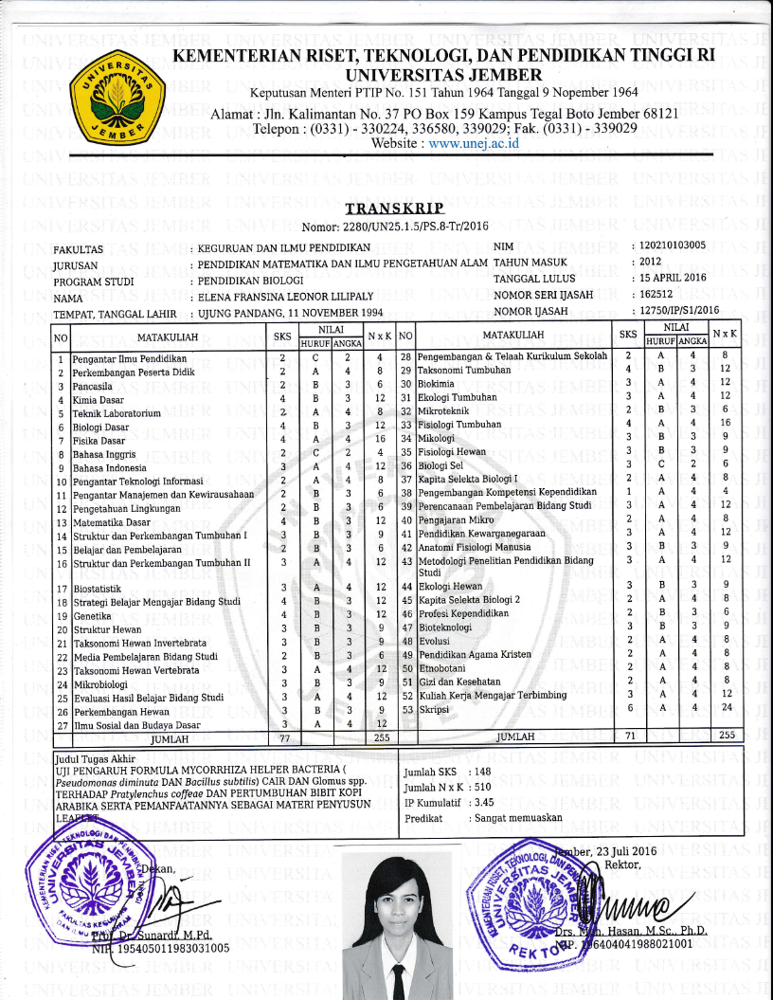 KEMENTERIAN RISET, TEKNOLOGI, DAN PENDIDIKAN TINGGI RI
UNIVERSITAS JEMBER
Keputusan Menteri PTIP No. 151 Tahun 1964 Tanggal 9 Nopember 1964
Alamat : Jln. Kalimantan No. 37 PO Box 159 Kampus Tegal Boto Jember 68121
Telepon : (0331) - 330224, 336580, 339029; Fak. (0331) - 339029
Website : www.unej.ac.id
UNIVERSITAS JEMBER
TRANSKRIP
Nomor: 2280/UN25.1.5/PS.8-Tr/2016
FAKULTAS : KEGURUAN DAN ILMU PENDIDIKAN NIM : 120210103005
JURUSAN : PENDIDIKAN MATEMATIKA DAN ILMU PENGETAHUAN ALAM TAHUN MASUK : 2012
PROGRAM STUDI : PENDIDIKAN BIOLOGI TANGGAL LULUS : 15 APRIL 2016
NAMA : ELENA FRANSINA LEONOR LILIPALY NOMOR SERI IJASAH : 162512
TEMPAT, TANGGAL LAHIR : UJUNG PANDANG, 11 NOVEMBER 1994 NOMOR IJASAH : 12750/IP/S1/2016
NO MATAKULIAH SKS NILAI HURUF ANGKA N x K
1 Pengantar Ilmu Pendidikan 2 C 2 4
2 Perkembangan Peserta Didik 2 A 4 8
3 Pancasila 2 B 3 6
4 Kimia Dasar 4 B 3 12
5 Teknik Laboratorium 2 A 4 8
6 Biologi Dasar 4 B 3 12
7 Fisika Dasar 4 A 4 16
8 Bahasa Inggris 2 C 2 4
9 Bahasa Indonesia 3 A 4 12
10 Pengantar Teknologi Informasi 2 A 4 8
11 Pengantar Manajemen dan Kewirausahaan 2 B 3 6
12 Pengetahuan Lingkungan 2 B 3 6
13 Matematika Dasar 4 B 3 12
14 Struktur dan Perkembangan Tumbuhan I 3 B 3 9
15 Belajar dan Pembelajaran 2 B 3 6
16 Struktur dan Perkembangan Tumbuhan II 3 A 4 12
17 Biostatistik 3 A 4 12
18 Strategi Belajar Mengajar Bidang Studi 4 B 3 12
19 Genetika 4 B 3 12
20 Struktur Hewan 3 B 3 9
21 Taksonomi Hewan Invertebrata 3 B 3 9
22 Media Pembelajaran Bidang Studi 2 B 3 6
23 Taksonomi Hewan Vertebrata 3 A 4 12
24 Mikrobiologi 3 B 3 9
25 Evaluasi Hasil Belajar Bidang Studi 3 A 4 12
26 Perkembangan Hewan 3 B 3 9
27 Ilmu Sosial dan Budaya Dasar 3 A 4 12
JUMLAH 77 255
NO MATAKULIAH SKS NILAI HURUF ANGKA N x K
28 Pengembangan & Telaah Kurikulum Sekolah 2 A 4 8
29 Taksonomi Tumbuhan 4 B 3 12
30 Biokimia 3 A 4 12
31 Ekologi Tumbuhan 3 A 4 12
32 Mikroteknik 2 B 3 6
33 Fisiologi Tumbuhan 4 A 4 16
34 Mikologi 3 B 3 9
35 Fisiologi Hewan 3 B 3 9
36 Biologi Sel 3 C 2 6
37 Kapita Selekta Biologi I 2 A 4 8
38 Pengembangan Kompetensi Kependidikan 1 A 4 4
39 Perencanaan Pembelajaran Bidang Studi 3 A 4 12
40 Pengajaran Mikro 2 A 4 8
41 Pendidikan Kewarganegaraan 3 A 4 12
42 Anatomi Fisiologi Manusia 3 B 3 9
43 Metodologi Penelitian Pendidikan Bidang 3 A 4 12
Studi
44 Ekologi Hewan 3 B 3 9
45 Kapita Selekta Biologi 2 2 A 4 8
46 Profesi Kependidikan 2 B 3 6
47 Bioteknologi 3 B 3 9
48 Evolusi 2 A 4 8
49 Pendidikan Agama Kristen 2 A 4 8
50 Etnobotani 2 A 4 8
51 Gizi dan Kesehatan 2 A 4 8
52 Kuliah Kerja Mengajar Terbimbing 3 A 4 12
53 Skripsi 6 A 4 24
JUMLAH 71 255
Judul Tugas Akhir
UJI PENGARUH FORMULA MYCORRHIZA HELPER BACTERIA (
Pseudomonas diminuta DAN Bacillus subtilis) CAIR DAN Glomus spp.
TERHADAP Pratylenchus coffeae DAN PERTUMBUHAN BIBIT KOPI
ARABIKA SERTA PEMANFAATANNYA SEBAGAI MATERI PENYUSUN
LEAFLET
Jumlah SKS : 148
Jumlah N x K : 510
IP Kumulatif : 3.45
Predikat : Sangat memuaskan
Dekan,
Prof. Dr. Sunardi, M.Pd.
NIP. 195405011983031005
UNIVERSITAS JEMBER
Jember, 23 Juli 2016
Rektor,
Drs. Moh. Hasan, M.Sc., Ph.D.
NIP. 196404041988021001
UNIVERSITAS JEMBER
REKTOR